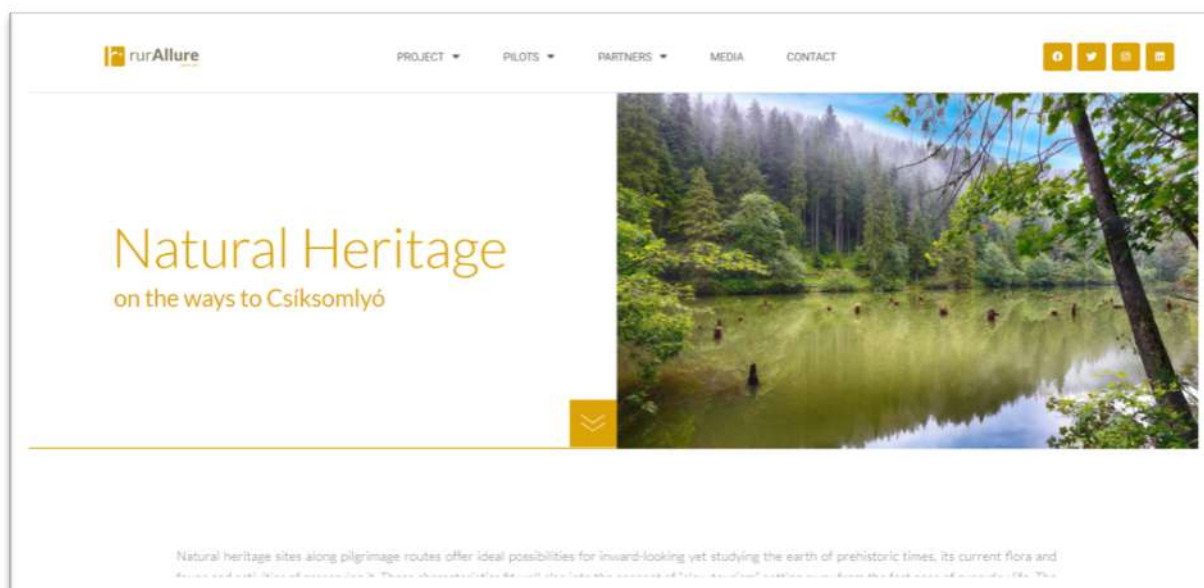 rurAllure
PROJECT PILOTS PARTNERS MEDIA CONTACT
Natural Heritage
on the ways to Csíksomlyó
Natural heritage sites along pilgrimage routes offer ideal possibilities for inward-looking yet studying the earth of prehistoric times, its current flora and